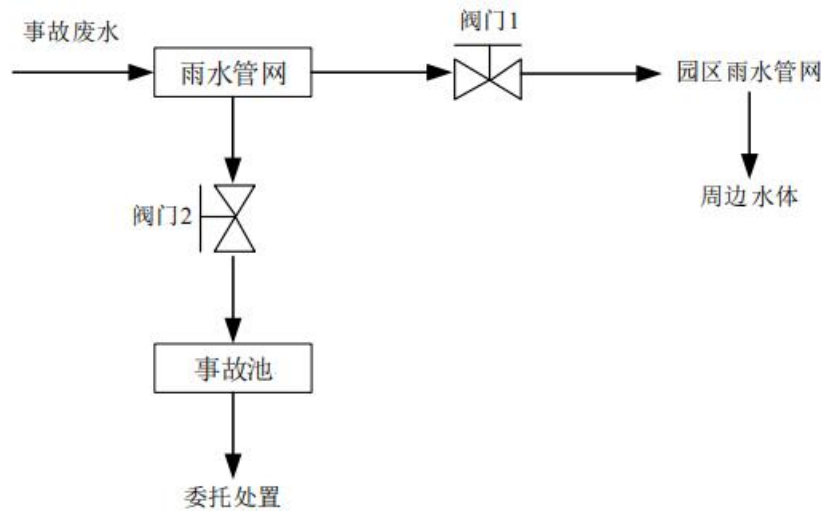 事故废水
雨水管网
阀门1
园区雨水管网
周边水体
阀门2
事故池
委托处置